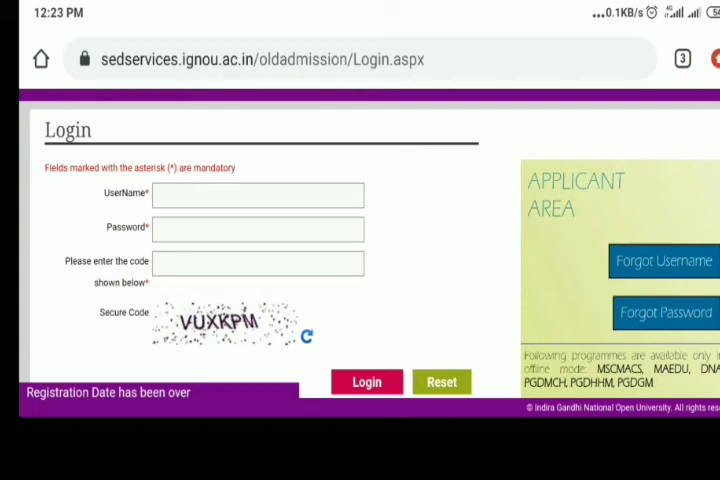 12:23 PM
...0.1KB/s 4G
sedservices.ignou.ac.in/oldadmission/Login.aspx
3
Login
Fields marked with the asterisk (*) are mandatory
UserName*
Password*
Please enter the code
shown below*
Secure Code
VUXKPM
Login Reset
Registration Date has been over
APPLICANT
AREA
Forgot Username
Forgot Password
Following programmes are available only
offline mode: MSCMACS, MAEDU,
PGDMCH, PGDHHM, PGDGM
© Indira Gandhi National Open University. All rights